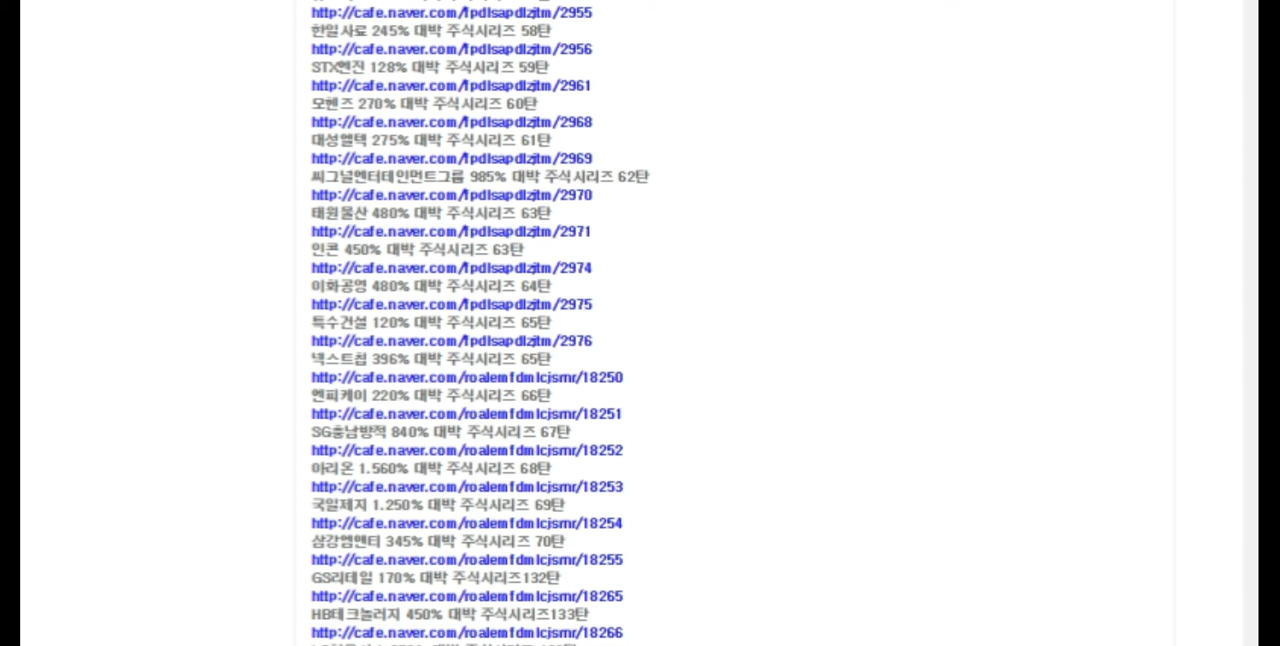 http://cafe.naver.com/fpdlsapdlzjtm/2955
한일사료 245% 대박 주식시리즈 58탄
http://cafe.naver.com/fpdlsapdlzjtm/2956
STX엔진 128% 대박 주식시리즈 59탄
http://cafe.naver.com/fpdlsapdlzjtm/2961
모헨즈 270% 대박 주식시리즈 60탄
http://cafe.naver.com/fpdlsapdlzjtm/2968
대성엘텍 275% 대박 주식시리즈 61탄
http://cafe.naver.com/fpdlsapdlzjtm/2969
씨그널엔터테인먼트그룹 985% 대박 주식시리즈 62탄
http://cafe.naver.com/fpdlsapdlzjtm/2970
태원물산 480% 대박 주식시리즈 63탄
http://cafe.naver.com/fpdlsapdlzjtm/2971
인콘 450% 대박 주식시리즈 63탄
http://cafe.naver.com/fpdlsapdlzjtm/2974
이화공영 480% 대박 주식시리즈 64탄
http://cafe.naver.com/fpdlsapdlzjtm/2975
특수건설 120% 대박 주식시리즈 65탄
http://cafe.naver.com/fpdlsapdlzjtm/2976
넥스트칩 396% 대박 주식시리즈 65탄
http://cafe.naver.com/roalemfdmlcjsrnr/18250
엔피케이 220% 대박 주식시리즈 66탄
http://cafe.naver.com/roalemfdmlcjsrnr/18251
SG충남방적 840% 대박 주식시리즈 67탄
http://cafe.naver.com/roalemfdmlcjsrnr/18252
아리온 1.560% 대박 주식시리즈 68탄
http://cafe.naver.com/roalemfdmlcjsrnr/18253
국일제지 1.250% 대박 주식시리즈 69탄
http://cafe.naver.com/roalemfdmlcjsrnr/18254
삼강엠앤티 345% 대박 주식시리즈 70탄
http://cafe.naver.com/roalemfdmlcjsrnr/18255
GS리테일 170% 대박 주식시리즈132탄
http://cafe.naver.com/roalemfdmlcjsrnr/18265
HB테크놀러지 450% 대박 주식시리즈133탄
http://cafe.naver.com/roalemfdmlcjsrnr/18266